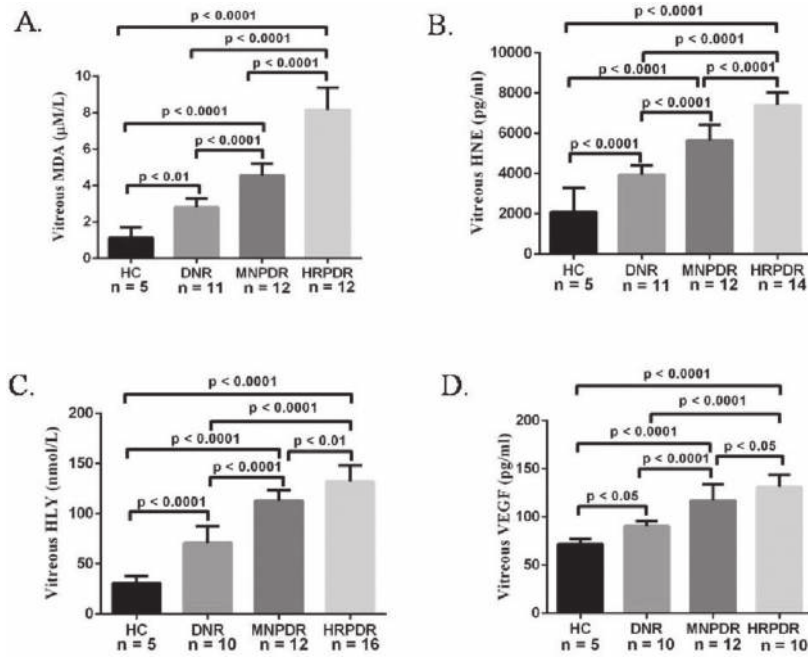 A.
p < 0.0001
p < 0.0001
p < 0.0001
p < 0.0001
p < 0.0001
p < 0.01
Vitreous MDA (µM/L)
10
8
6
4
2
0
HC DNR MNPDR HRPDR
n = 5 n = 11 n = 12 n = 12
B.
p < 0.0001
p < 0.0001
p < 0.0001 p < 0.0001
p < 0.0001
p < 0.0001
Vitreous HNE (pg/ml)
10000
8000
6000
4000
2000
0
HC DNR MNPDR HRPDR
n = 5 n = 11 n = 12 n = 14
C.
p < 0.0001
p < 0.0001
p < 0.0001 p < 0.01
p < 0.0001
p < 0.0001
Vitreous HLY (nmol/L)
200
150
100
50
0
HC DNR MNPDR HRPDR
n = 5 n = 10 n = 12 n = 16
D.
p < 0.0001
p < 0.0001
p < 0.0001
p < 0.05
p < 0.0001
p < 0.05
Vitreous VEGF (pg/ml)
200
150
100
50
0
HC DNR MNPDR HRPDR
n = 5 n = 10 n = 12 n = 10